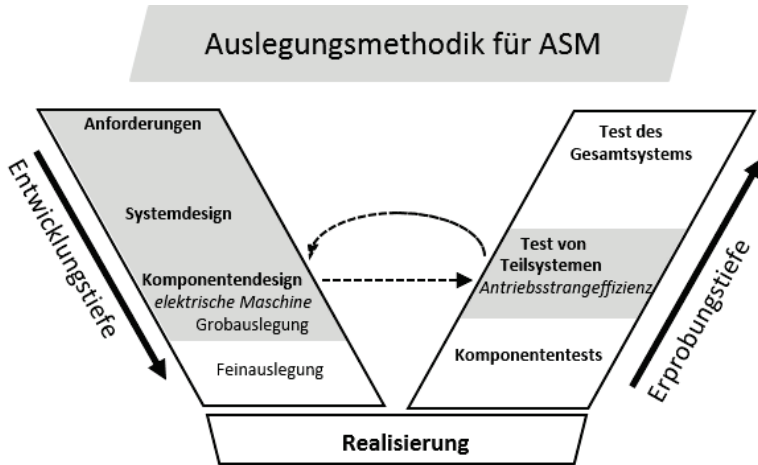 Auslegungsmethodik für ASM
Anforderungen
Systemdesign
Komponentendesign
elektrische Maschine
Grobauslegung
Feinauslegung
Entwicklungstiefe
Test des
Gesamtsystems
Test von
Teilsystemen
Antriebsstrangeffizienz
Komponententests
Erprobungstiefe
Realisierung